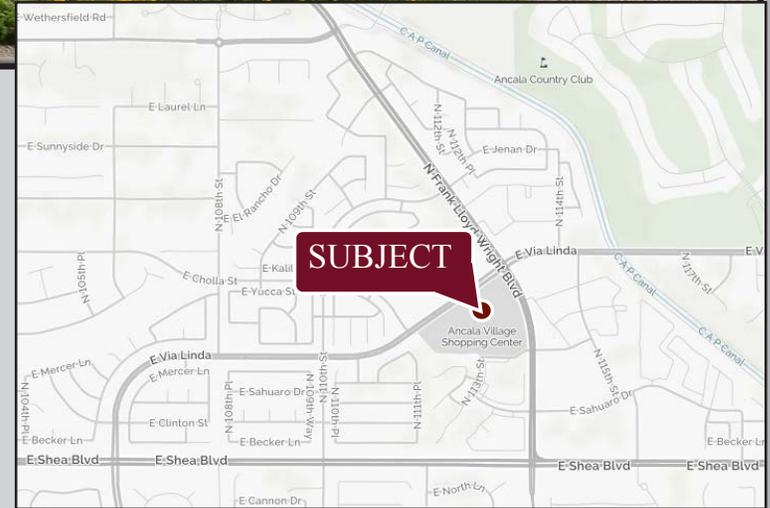 E Wethersfield Rd
C A P Canal
Ancala Country Club
E Laurel Ln
N 112th St
N 112th Pl
E Sunnyside Dr
E Jenan Dr
N 108th St
E El Rancho Dr
N 109th St
N Frank Lloyd Wright Blvd
N 114th St
SUBJECT
E Via Linda
E V
N 105th Pl
E Cholla St
E Kalil
E Yucca St
C A P Canal
N 117th St
Ancala Village
Shopping Center
C A P Canal
E Via Linda
E Mercer Ln
E Mercer Ln
N 104th Pl
N 108th Pl
E Sahuaro Dr
N 109th Way
N 110th St
N 110th Pl
N 111th Pl
N 113th St
N 115th St
E Sahuaro Dr
E Clinton St
E Becker Ln
E Becker Ln
E Becker Lr
E Shea Blvd
E Shea Blvd
E Shea Blvd
E Shea Blvd
E Cannon Dr
E North Ln